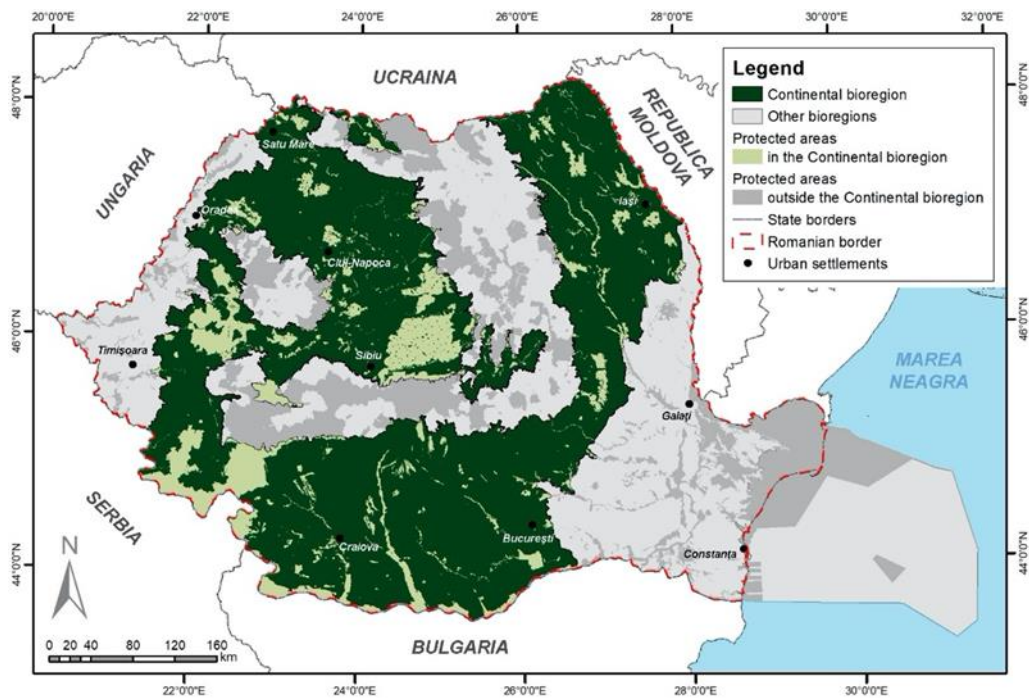 20°0'0"E 22°0'0"E 24°0'0"E 26°0'0"E 28°0'0"E 30°0'0"E 32°0'0"E
48°0'0"N
46°0'0"N
44°0'0"N
UCRAINA
REPUBLICA
MOLDOVA
UNGARIA
Satu Mare
Oradea
Iași
Cluj-Napoca
Timișoara
Sibiu
Galați
MAREA
NEAGRA
SERBIA
Craiova
București
Constanța
BULGARIA
Legend
Continental bioregion
Other bioregions
Protected areas
in the Continental bioregion
Protected areas
outside the Continental bioregion
State borders
Romanian border
Urban settlements
48°0'0"N
46°0'0"N
44°0'0"N
N
0 20 40 80 120 160
km
22°0'0"E 24°0'0"E 26°0'0"E 28°0'0"E 30°0'0"E